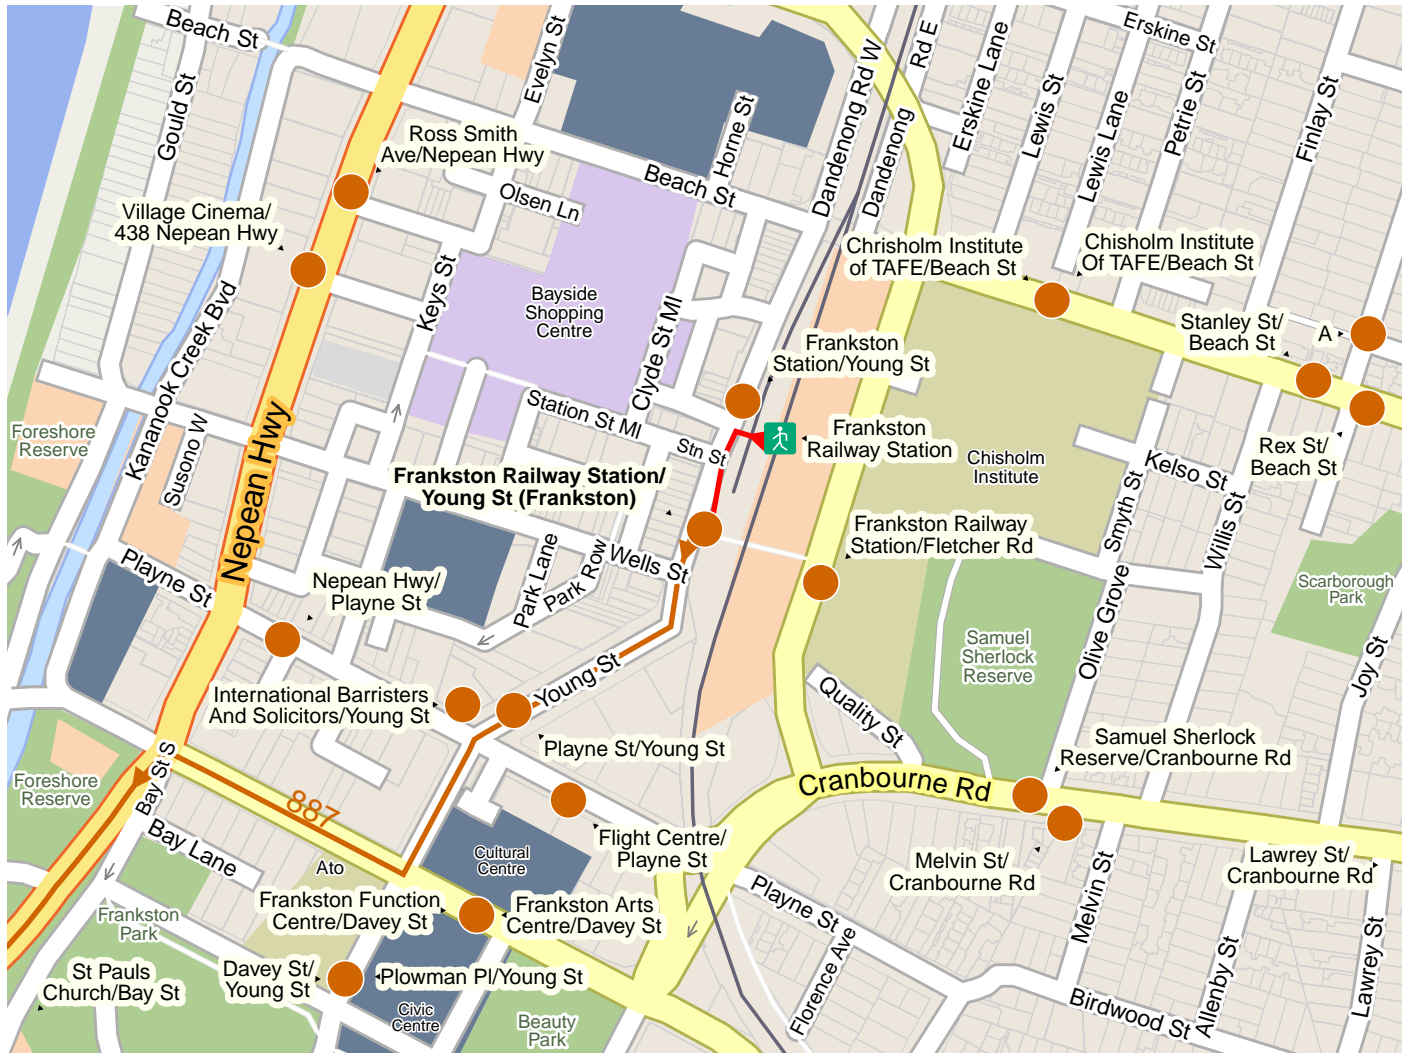 Beach St
Gould St
Evelyn St
Ross Smith
Ave/Nepean Hwy
Village Cinema/
438 Nepean Hwy
Olsen Ln
Beach St
Horne St
Dandenong Rd W
Dandenong
Rd E
Erskine Lane
Erskine St
Lewis St
Lewis Lane
Petrie St
Finlay St
Chrisholm Institute
of TAFE/Beach St
Chisholm Institute
Of TAFE/Beach St
Stanley St/
Beach St
A
Rex St/
Beach St
Kananook Creek Bvd
Keys St
Bayside
Shopping
Centre
Clyde St Ml
Station St Ml
Stn St
Frankston
Station/Young St
Frankston
Railway Station
Chisholm
Institute
Kelso St
Smyth St
Willis St
Foreshore
Reserve
Susono W
Nepean Hwy
Frankston Railway Station/
Young St (Frankston)
Wells St
Park Lane
Park Row
Frankston Railway
Station/Fletcher Rd
Scarborough
Park
Playne St
Nepean Hwy/
Playne St
Samuel
Sherlock
Reserve
Olive Grove
Joy St
International Barristers
And Solicitors/Young St
Young St
Playne St/Young St
Quality St
Samuel Sherlock
Reserve/Cranbourne Rd
Cranbourne Rd
Foreshore
Reserve
Bay St S
887
Bay Lane
Ato
Cultural
Centre
Flight Centre/
Playne St
Melvin St/
Cranbourne Rd
Lawrey St/
Cranbourne Rd
Frankston Function
Centre/Davey St
Frankston Arts
Centre/Davey St
Playne St
Melvin St
Frankston
Park
St Pauls
Church/Bay St
Davey St/
Young St
Plowman Pl/Young St
Civic
Centre
Beauty
Park
Florence Ave
Birdwood St
Allenby St
Lawrey St